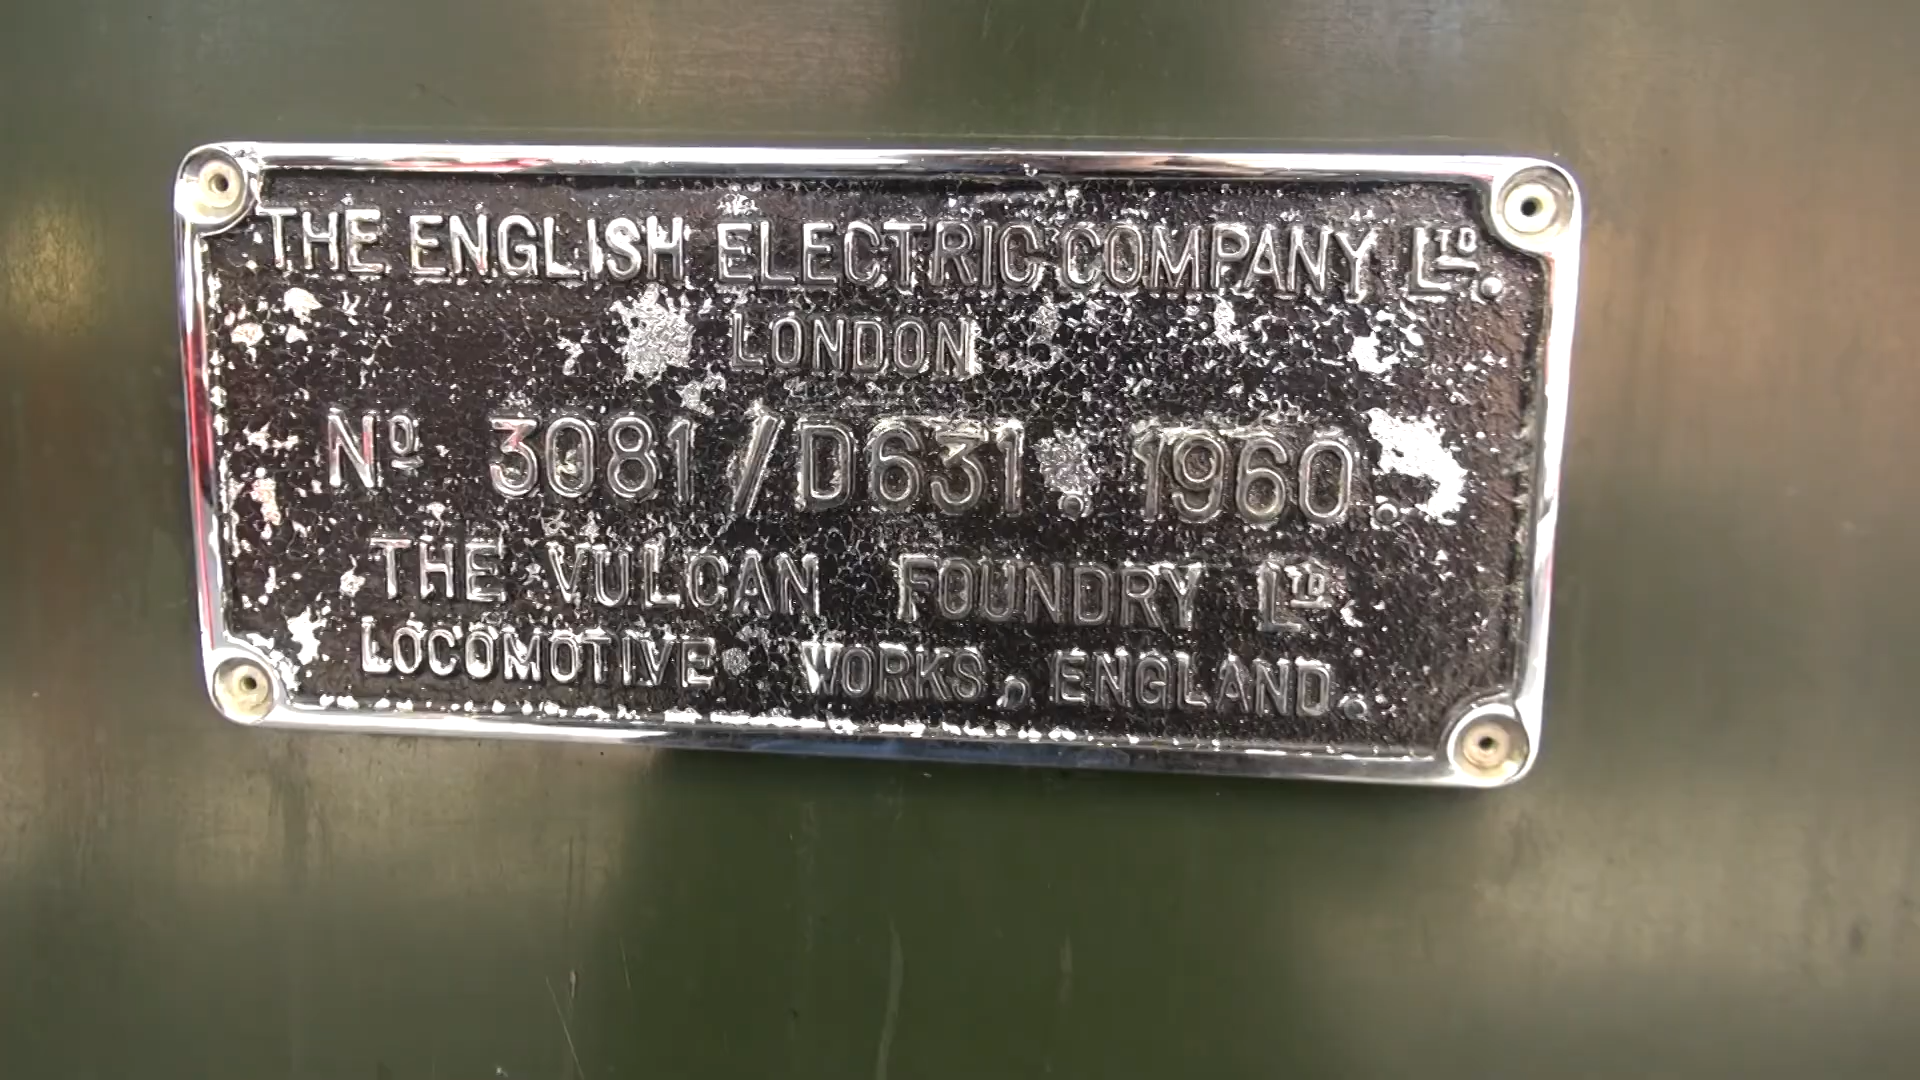 THE ENGLISH ELECTRIC COMPANY LTD.
LONDON
No 3081/D631. 1960.
THE VULCAN FOUNDRY LTD
LOCOMOTIVE WORKS, ENGLAND.